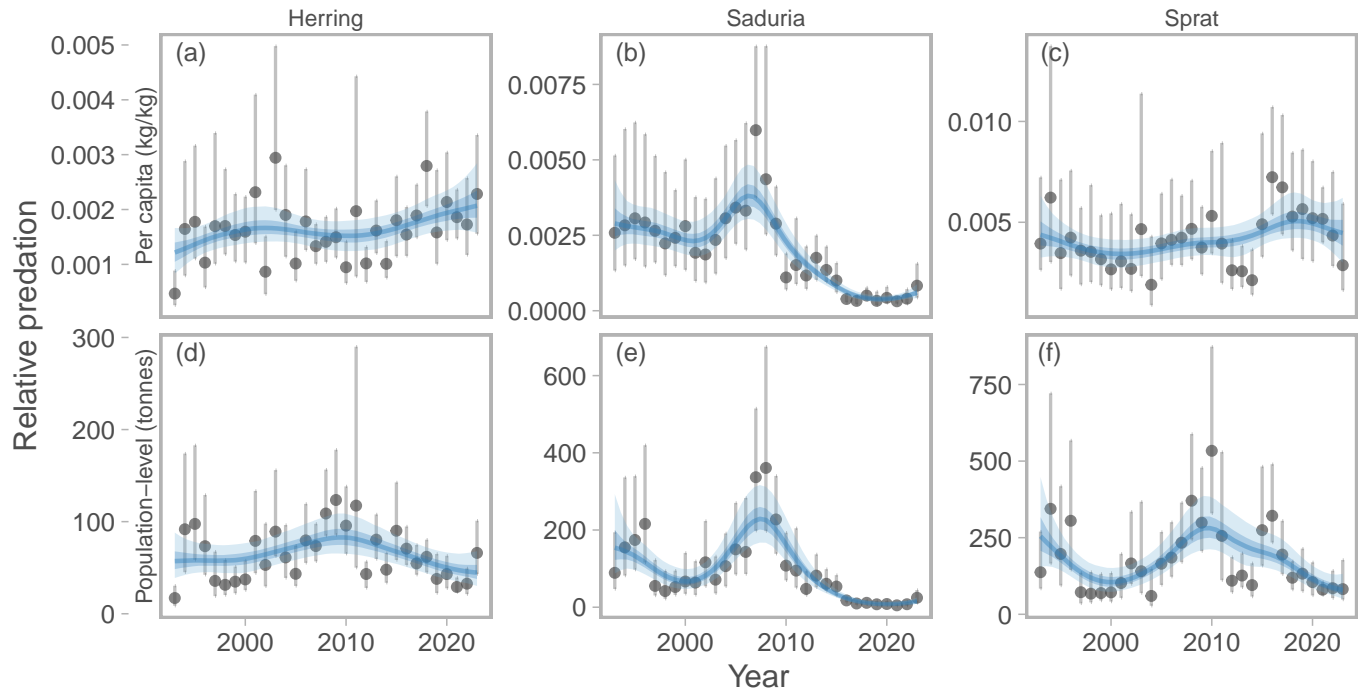 Herring
Saduria
Sprat
Relative predation
Per capita (kg/kg)
(a)
0.005
0.004
0.003
0.002
0.001
(b)
0.0075
0.0050
0.0025
0.0000
(c)
0.010
0.005
Population−level (tonnes)
(d)
300
200
100
0
(e)
600
400
200
0
(f)
750
500
250
0
2000 2010 2020
2000 2010 2020
2000 2010 2020
Year